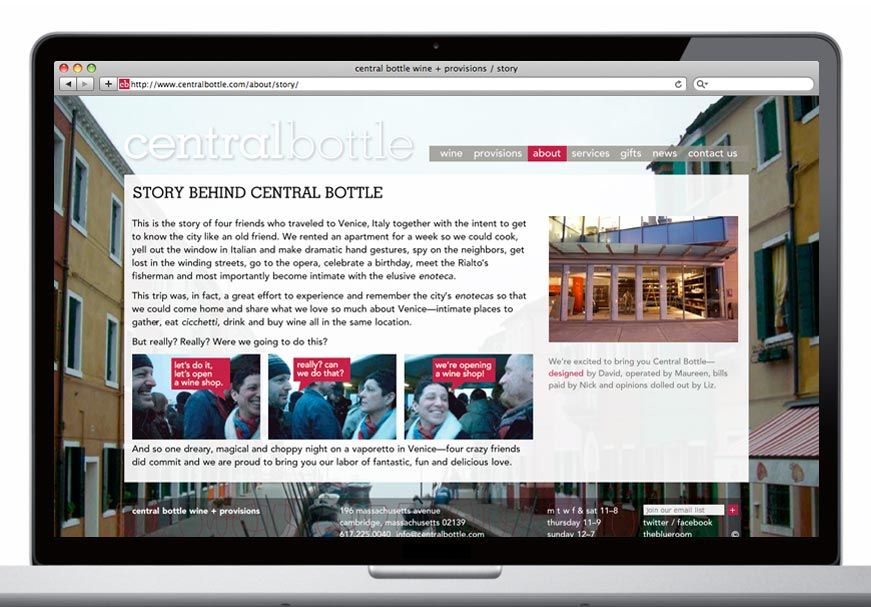 central bottle wine + provisions / story
cb http://www.centralbottle.com/about/story/
centralbottle
wine provisions about services gifts news contact us
STORY BEHIND CENTRAL BOTTLE
This is the story of four friends who traveled to Venice, Italy together with the intent to get
to know the city like an old friend. We rented an apartment for a week so we could cook,
yell out the window in Italian and make dramatic hand gestures, spy on the neighbors, get
lost in the winding streets, go to the opera, celebrate a birthday, meet the Rialto's
fisherman and most importantly become intimate with the elusive enoteca.
This trip was, in fact, a great effort to experience and remember the city's enotecas so that
we could come home and share what we love so much about Venice—intimate places to
gather, eat cicchetti, drink and buy wine all in the same location.
But really? Really? Were we going to do this?
let's do it,
let's open
a wine shop.
really? can
we do that?
we're opening
a wine shop!
And so one dreary, magical and choppy night on a vaporetto in Venice—four crazy friends
did commit and we are proud to bring you our labor of fantastic, fun and delicious love.
We're excited to bring you Central Bottle—
designed by David, operated by Maureen, bills
paid by Nick and opinions dolled out by Liz.
central bottle wine + provisions
196 massachusetts avenue
cambridge, massachusetts 02139
617.225.0040 info@centralbottle.com
m t w f & sat 11–8
thursday 11–9
sunday 12–7
join our email list +
twitter / facebook
theblueroom ©